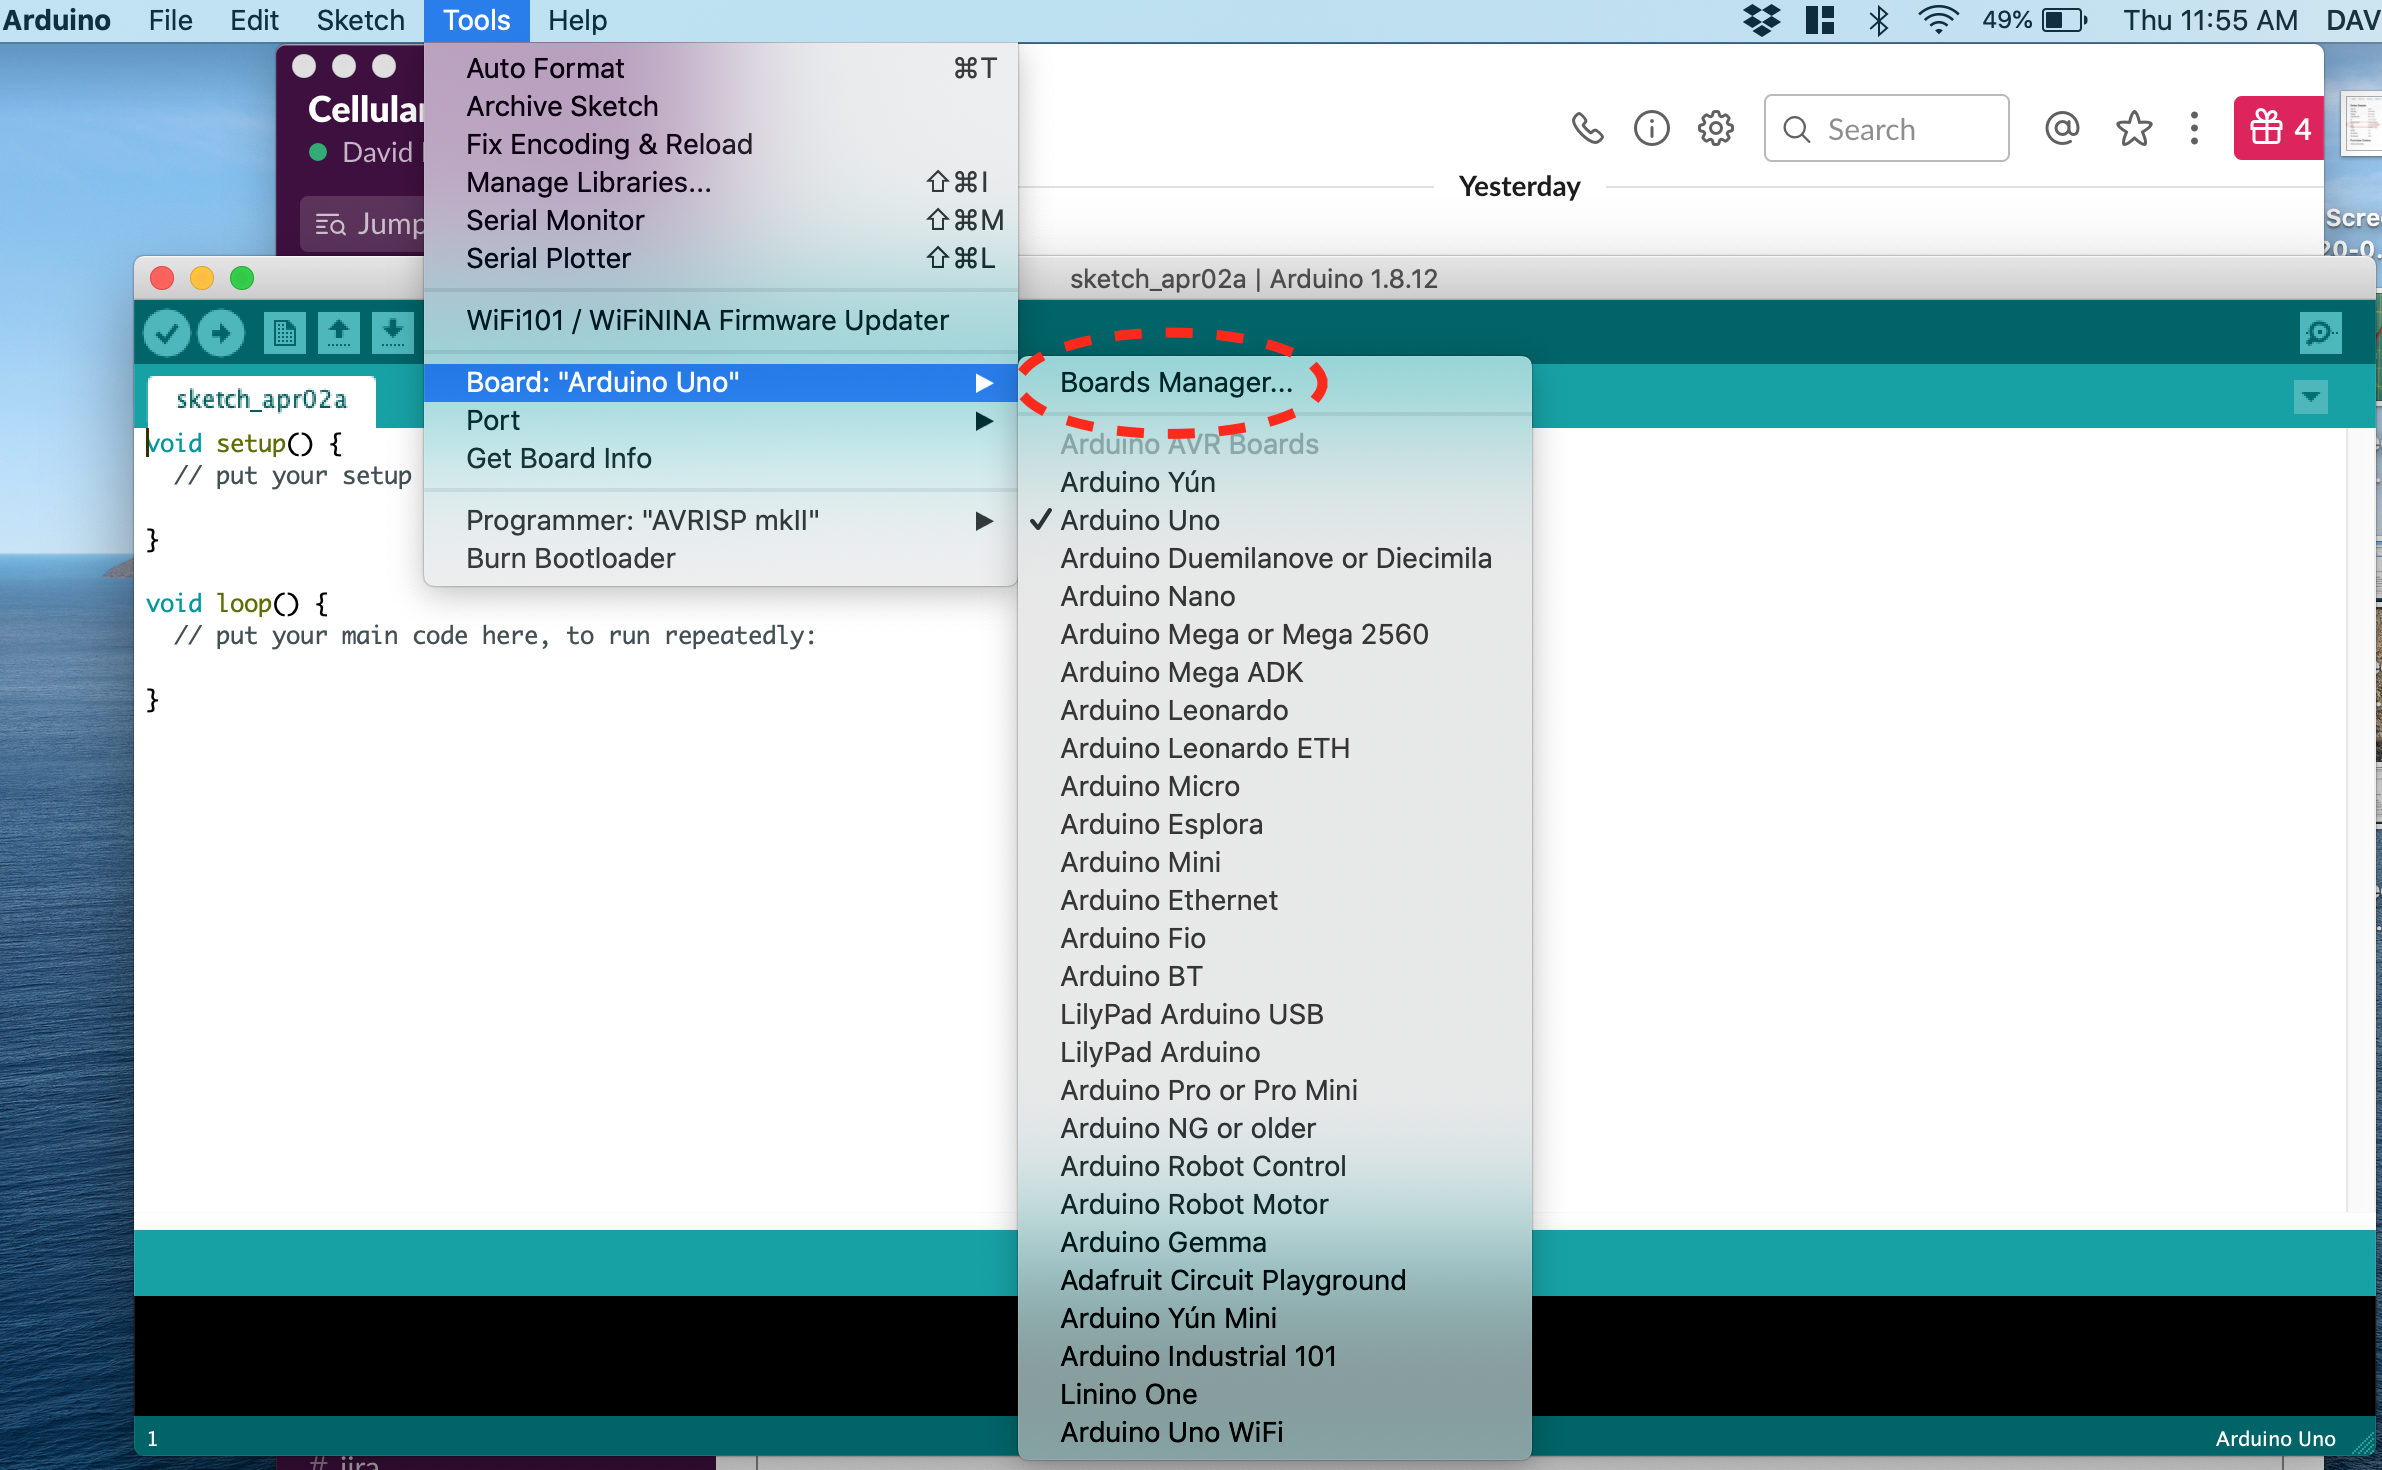 Arduino File Edit Sketch Tools Help 49% Thu 11:55 AM DAV
Cellular
David
Jump
Search
4
Yesterday
Scre
20-0.
Auto Format ⌘T
Archive Sketch
Fix Encoding & Reload
Manage Libraries... ⇧⌘I
Serial Monitor ⇧⌘M
Serial Plotter ⇧⌘L
WiFi101 / WiFiNINA Firmware Updater
Board: "Arduino Uno"
Port
Get Board Info
Programmer: "AVRISP mkII"
Burn Bootloader
sketch_apr02a | Arduino 1.8.12
sketch_apr02a
void setup() {
// put your setup
}
void loop() {
// put your main code here, to run repeatedly:
}
Boards Manager...
Arduino AVR Boards
Arduino Yún
✓ Arduino Uno
Arduino Duemilanove or Diecimila
Arduino Nano
Arduino Mega or Mega 2560
Arduino Mega ADK
Arduino Leonardo
Arduino Leonardo ETH
Arduino Micro
Arduino Esplora
Arduino Mini
Arduino Ethernet
Arduino Fio
Arduino BT
LilyPad Arduino USB
LilyPad Arduino
Arduino Pro or Pro Mini
Arduino NG or older
Arduino Robot Control
Arduino Robot Motor
Arduino Gemma
Adafruit Circuit Playground
Arduino Yún Mini
Arduino Industrial 101
Linino One
Arduino Uno WiFi
1
Arduino Uno
# jira